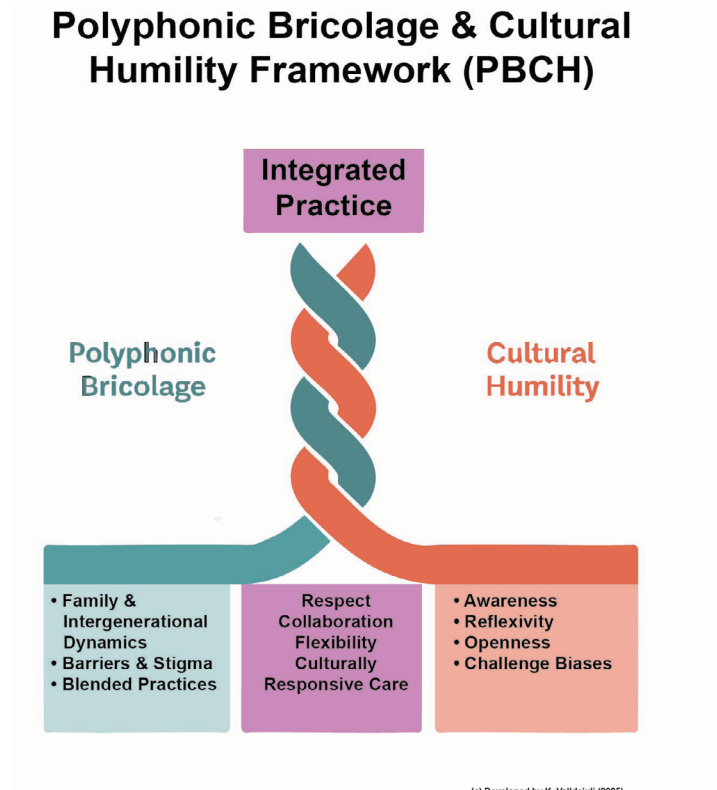 Polyphonic Bricolage & Cultural
Humility Framework (PBCH)
Integrated
Practice
Polyphonic
Bricolage
Cultural
Humility
• Family &
Intergenerational
Dynamics
• Barriers & Stigma
• Blended Practices
Respect
Collaboration
Flexibility
Culturally
Responsive Care
• Awareness
• Reflexivity
• Openness
• Challenge Biases